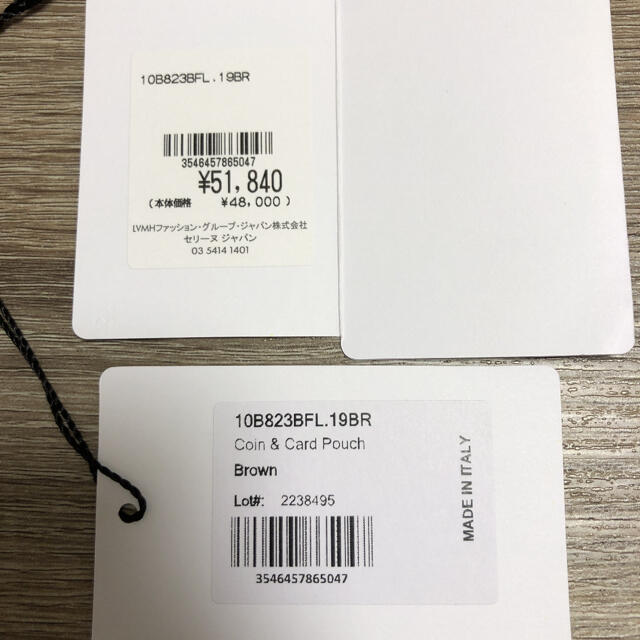 10B823BFL.19BR
3546457865047
¥51,840
(本体価格 ¥48,000)
LVMHファッション・グループ・ジャパン株式会社
セリーヌ ジャパン
03 5414 1401
10B823BFL.19BR
Coin & Card Pouch
Brown
Lot#: 2238495
3546457865047
MADE IN ITALY